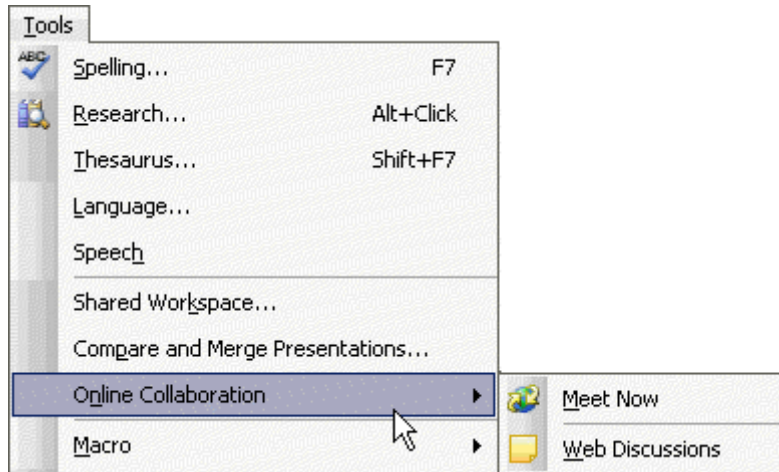 Tools
ABC
Spelling... F7
Research... Alt+Click
Thesaurus... Shift+F7
Language...
Speech
Shared Workspace...
Compare and Merge Presentations...
Online Collaboration
Meet Now
Macro
Web Discussions